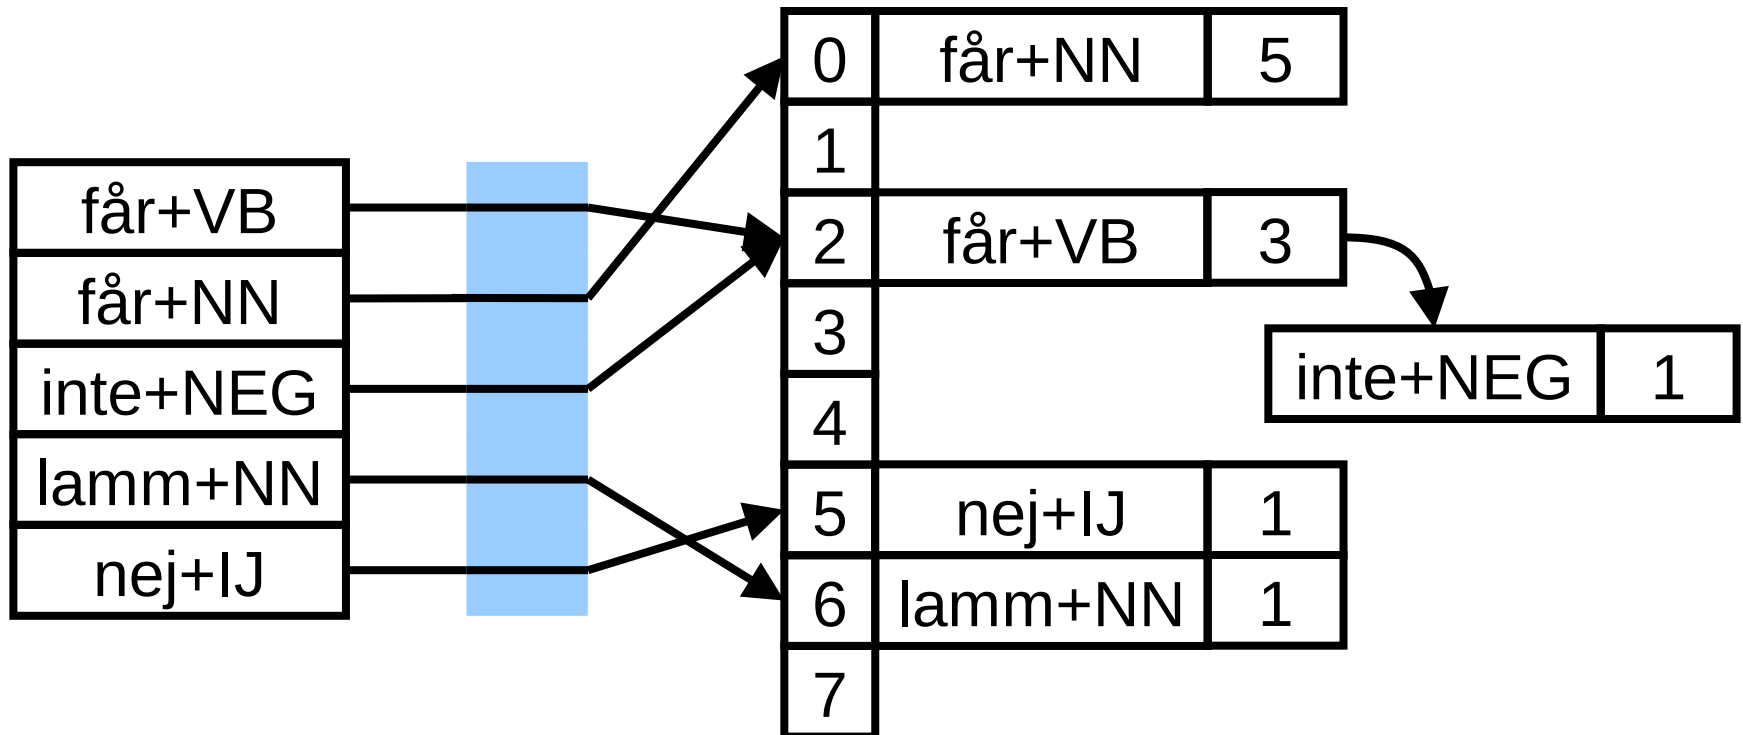 får+VB
får+NN
inte+NEG
lamm+NN
nej+IJ
0 får+NN 5
1
2 får+VB 3
3
inte+NEG 1
4
5 nej+IJ 1
6 lamm+NN 1
7